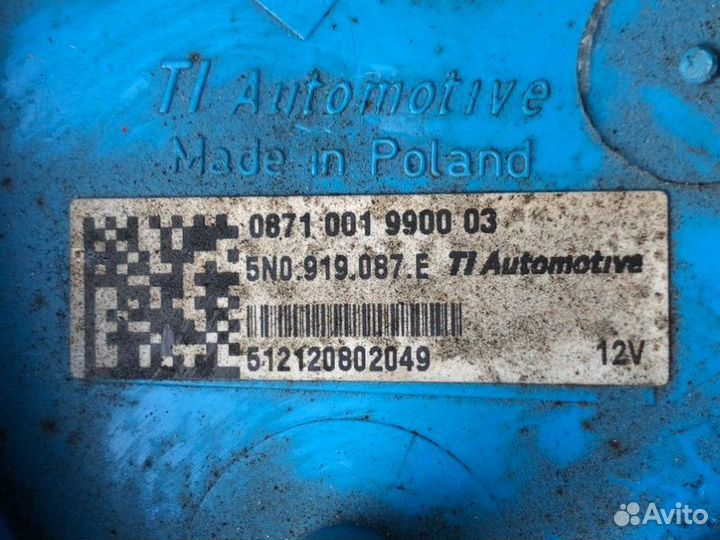 TI Automotive
Made in Poland
0871 001 9900 03
5N0.919.087.E TI Automotive
512120802049 12V
Avito